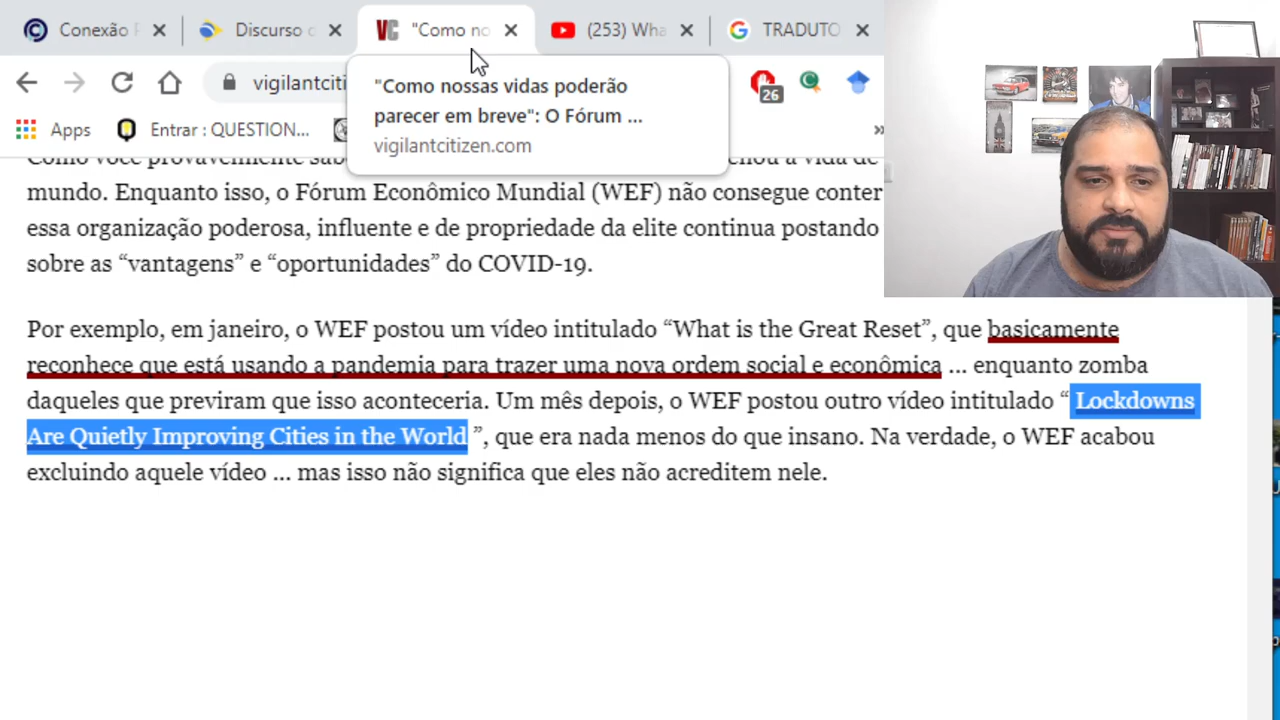 Conexão
Discurso
"Como no
(253) Wha
TRADUTO
vigilantciti
26
"Como nossas vidas poderão
parecer em breve": O Fórum ...
vigilantcitizen.com
Apps
Entrar : QUESTION...
»
mundo. Enquanto isso, o Fórum Econômico Mundial (WEF) não consegue conter
essa organização poderosa, influente e de propriedade da elite continua postando
sobre as “vantagens” e “oportunidades” do COVID-19.
Por exemplo, em janeiro, o WEF postou um vídeo intitulado “What is the Great Reset”, que basicamente
reconhece que está usando a pandemia para trazer uma nova ordem social e econômica ... enquanto zomba
daqueles que previram que isso aconteceria. Um mês depois, o WEF postou outro vídeo intitulado “ Lockdowns
Are Quietly Improving Cities in the World ”, que era nada menos do que insano. Na verdade, o WEF acabou
excluindo aquele vídeo ... mas isso não significa que eles não acreditem nele.